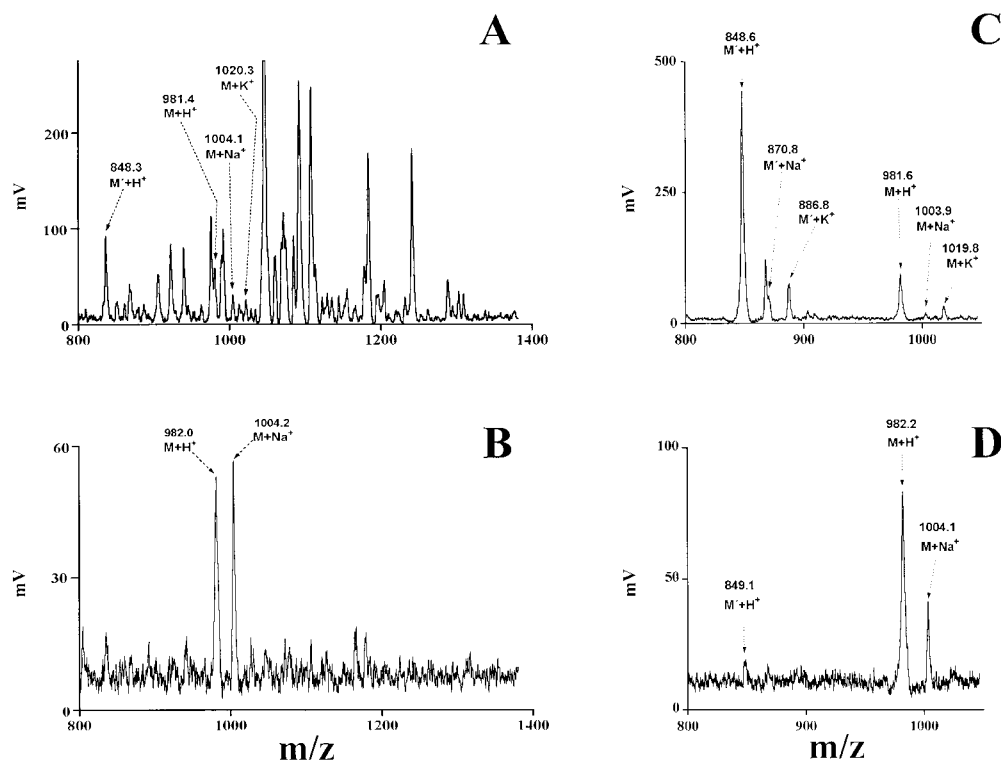 A
mV
200
100
0
800
1000
1200
1400
848.3
M´+H+
981.4
M+H+
1004.1
M+Na+
1020.3
M+K+
C
mV
500
250
0
800
900
1000
848.6
M´+H+
870.8
M´+Na+
886.8
M´+K+
981.6
M+H+
1003.9
M+Na+
1019.8
M+K+
B
mV
60
30
0
800
1000
1200
1400
m/z
982.0
M+H+
1004.2
M+Na+
D
mV
100
50
0
800
900
1000
m/z
849.1
M´+H+
982.2
M+H+
1004.1
M+Na+